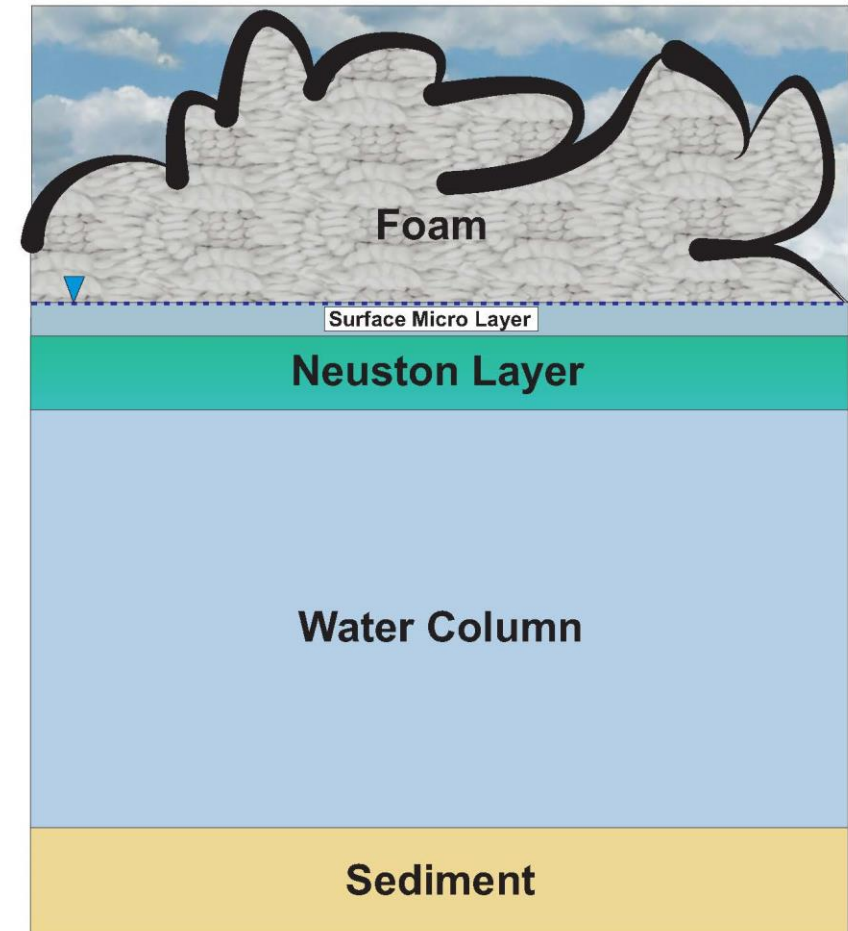 Foam
Surface Micro Layer
Neuston Layer
Water Column
Sediment